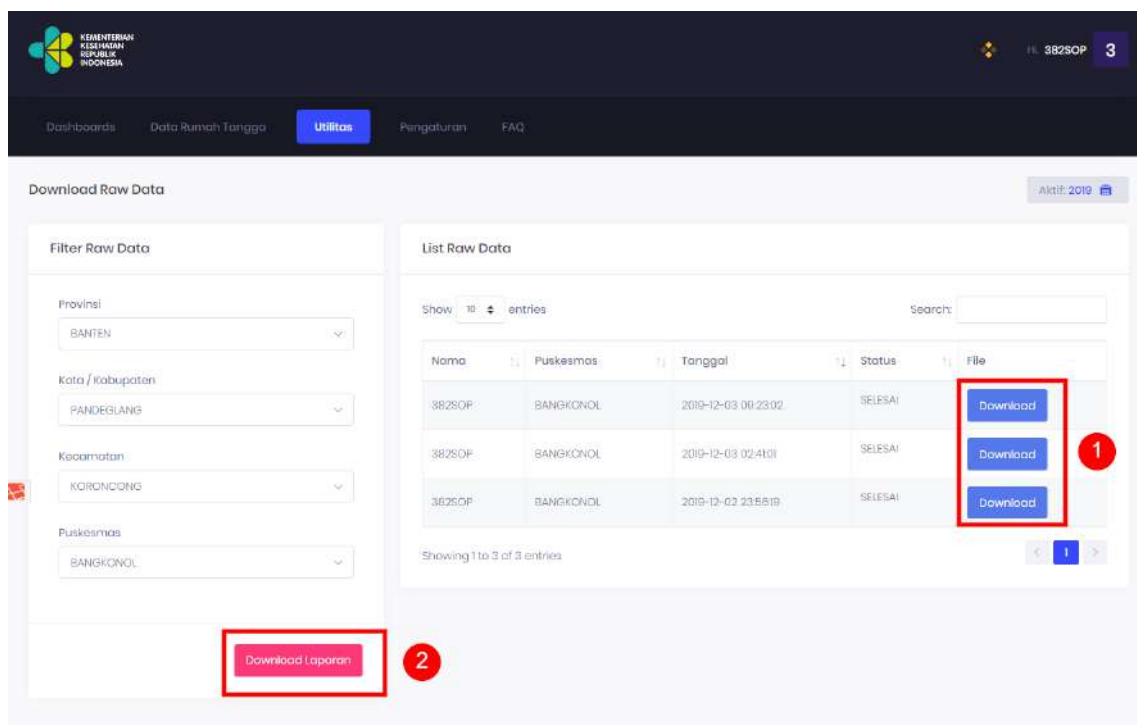 KEMENTERIAN
KESEHATAN
REPUBLIK
INDONESIA
Hi, 382SOP 3
Dashboards Data Rumah Tangga Utilitas Pengaturan FAQ
Download Raw Data
Aktif: 2019
Filter Raw Data
Provinsi
BANTEN
Kota / Kabupaten
PANDEGLANG
Kecamatan
KORONCONG
Puskesmas
BANGKONOL
Download Laporan
2
List Raw Data
Show 10 entries Search:
Nama Puskesmas Tanggal Status File
382SOP BANGKONOL 2019-12-03 09:23:02 SELESAI Download
382SOP BANGKONOL 2019-12-03 02:41:01 SELESAI Download
382SOP BANGKONOL 2019-12-02 SELESAI Download
1
Showing 1 to 3 of 3 entries
< 1 >